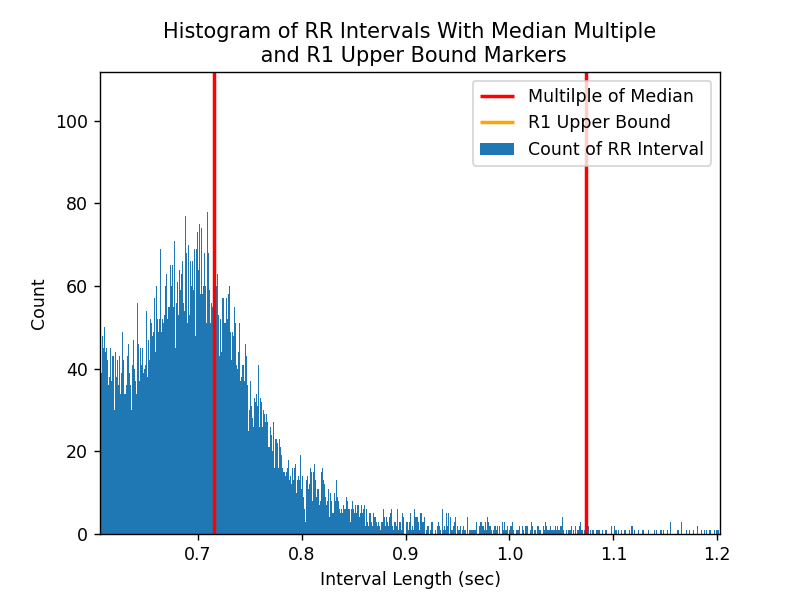 Histogram of RR Intervals With Median Multiple
and R1 Upper Bound Markers
Multilple of Median
R1 Upper Bound
Count of RR Interval
100
80
60
40
20
0
Count
0.7
0.8
0.9
1.0
1.1
1.2
Interval Length (sec)